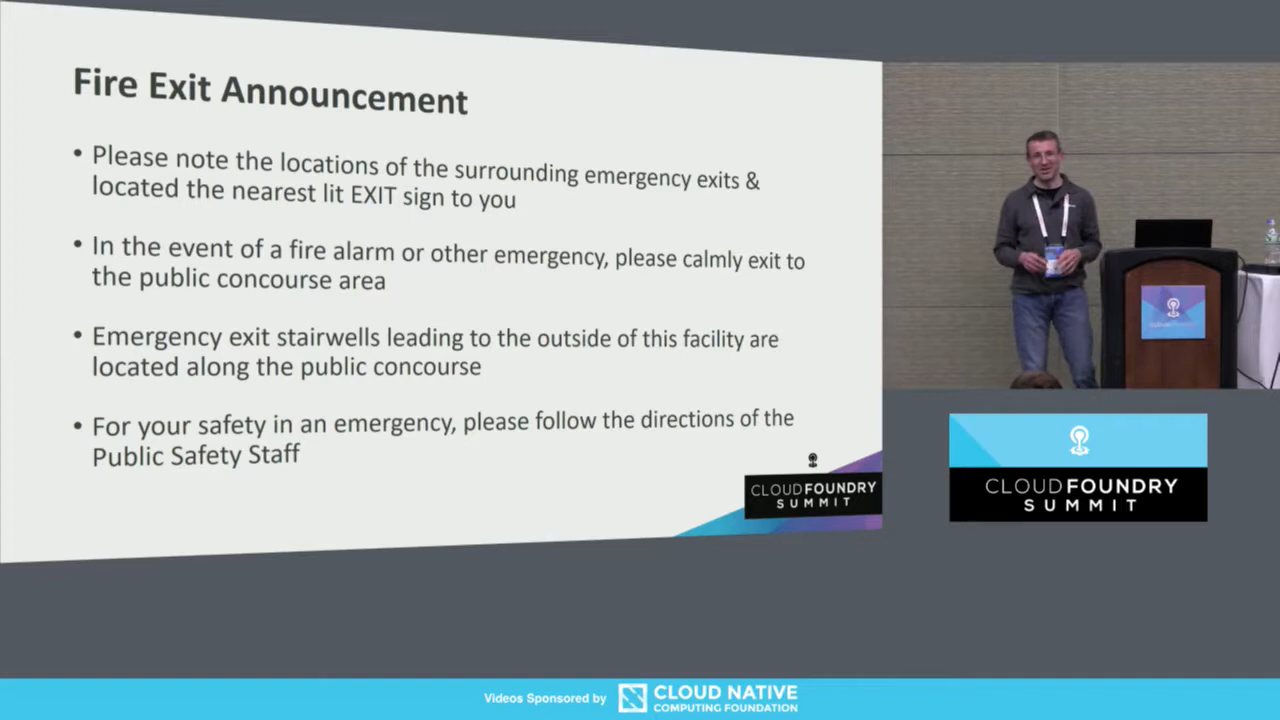 Fire Exit Announcement
• Please note the locations of the surrounding emergency exits &
located the nearest lit EXIT sign to you
• In the event of a fire alarm or other emergency, please calmly exit to
the public concourse area
• Emergency exit stairwells leading to the outside of this facility are
located along the public concourse
• For your safety in an emergency, please follow the directions of the
Public Safety Staff
CLOUDFOUNDRY
SUMMIT
CLOUDFOUNDRY
SUMMIT
Videos Sponsored by
CLOUD NATIVE
COMPUTING FOUNDATION